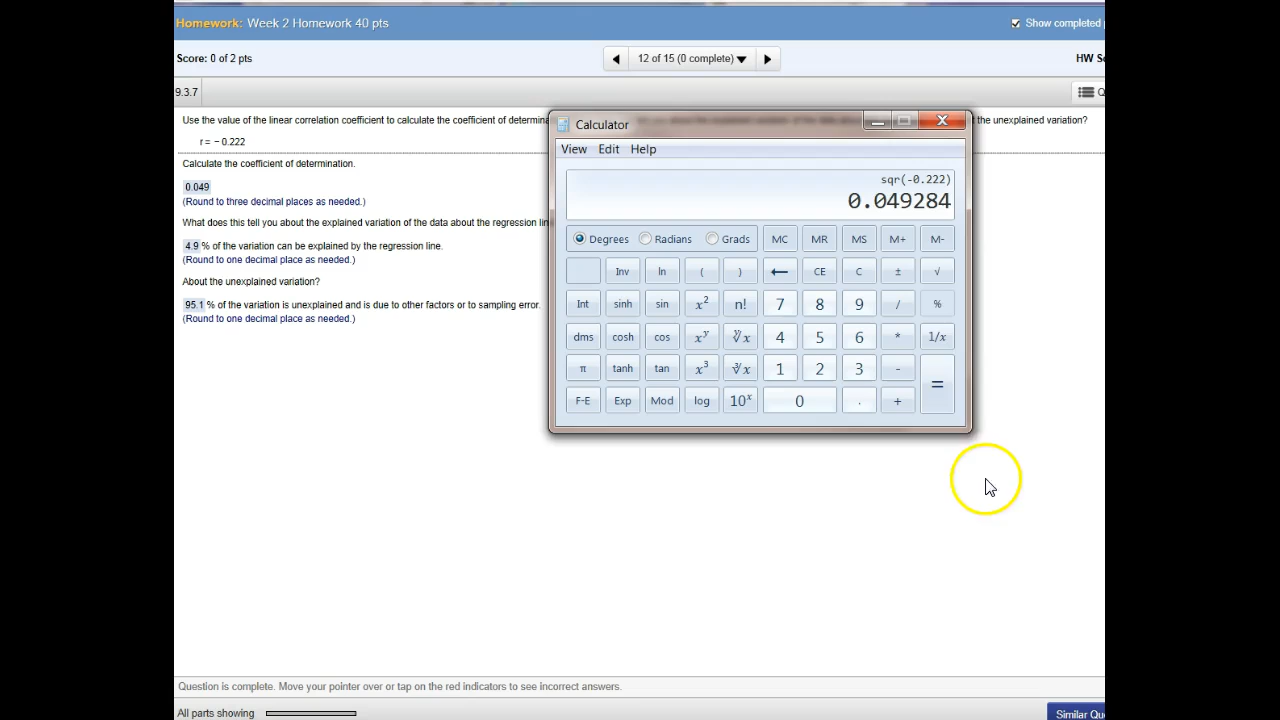 Homework: Week 2 Homework 40 pts
Show completed
Score: 0 of 2 pts
12 of 15 (0 complete)
HW Sc
9.3.7
Use the value of the linear correlation coefficient to calculate the coefficient of determina
the unexplained variation?
r = − 0.222
Calculate the coefficient of determination.
0.049
(Round to three decimal places as needed.)
What does this tell you about the explained variation of the data about the regression lin
4.9 % of the variation can be explained by the regression line.
(Round to one decimal place as needed.)
About the unexplained variation?
95.1 % of the variation is unexplained and is due to other factors or to sampling error.
(Round to one decimal place as needed.)
Calculator
View Edit Help
sqr(-0.222)
0.049284
Degrees Radians Grads MC MR MS M+ M-
Inv ln ( ) ← CE C ± √
Int sinh sin x² n! 7 8 9 / %
dms cosh cos xʸ ʸ√x 4 5 6 * 1/x
π tanh tan x³ ³√x 1 2 3 - =
F-E Exp Mod log 10ˣ 0 . +
Question is complete. Move your pointer over or tap on the red indicators to see incorrect answers.
All parts showing
Similar Qu